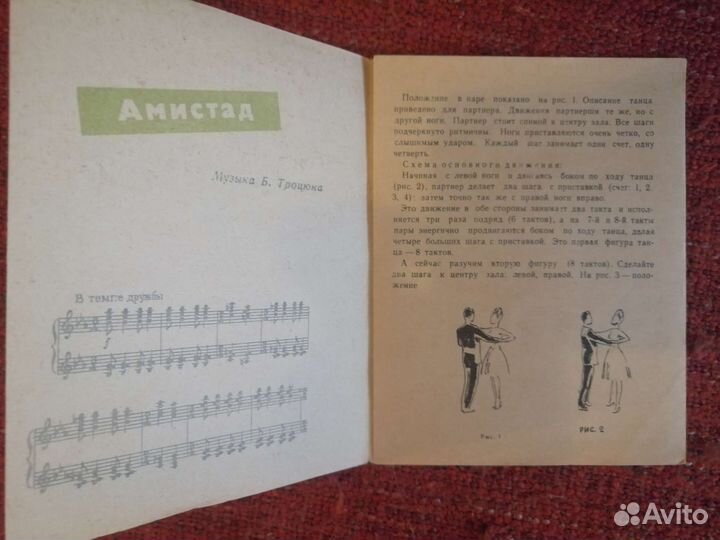 Амистад
Музыка Б. Троцюка
В темпе дружбы
f
Положение в паре показано на рис. 1. Описание танца
приведено для партнера. Движения партнерши те же, но с
другой ноги. Партнер стоит спиной к центру зала. Все шаги
подчеркнуто ритмичны. Ноги приставляются очень четко, со
слышимым ударом. Каждый шаг занимает один счет, одну
четверть.
Схема основного движения:
Начиная с левой ноги и двигаясь боком по ходу танца
(рис. 2), партнер делает два шага с приставкой (счет: 1, 2,
3, 4); затем точно так же с правой ноги вправо.
Это движение в обе стороны занимает два такта и испол-
няется три раза подряд (6 тактов), а на 7-й и 8-й такты
пары энергично продвигаются боком по ходу танца, делая
четыре больших шага с приставкой. Это первая фигура тан-
ца — 8 тактов.
А сейчас разучим вторую фигуру (8 тактов). Сделайте
два шага к центру зала: левой, правой. На рис. 3 — поло-
жение
Рис. 1
РИС. 2
Avito